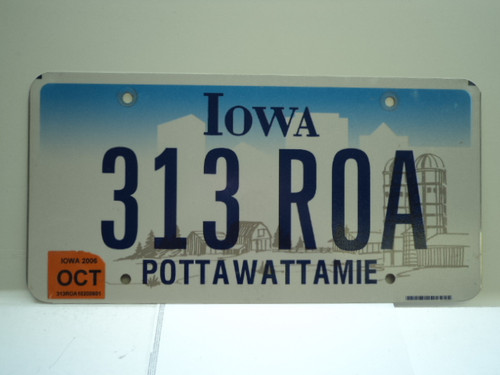 IOWA
313 ROA
IOWA 2006
OCT
POTTAWATTAMIE